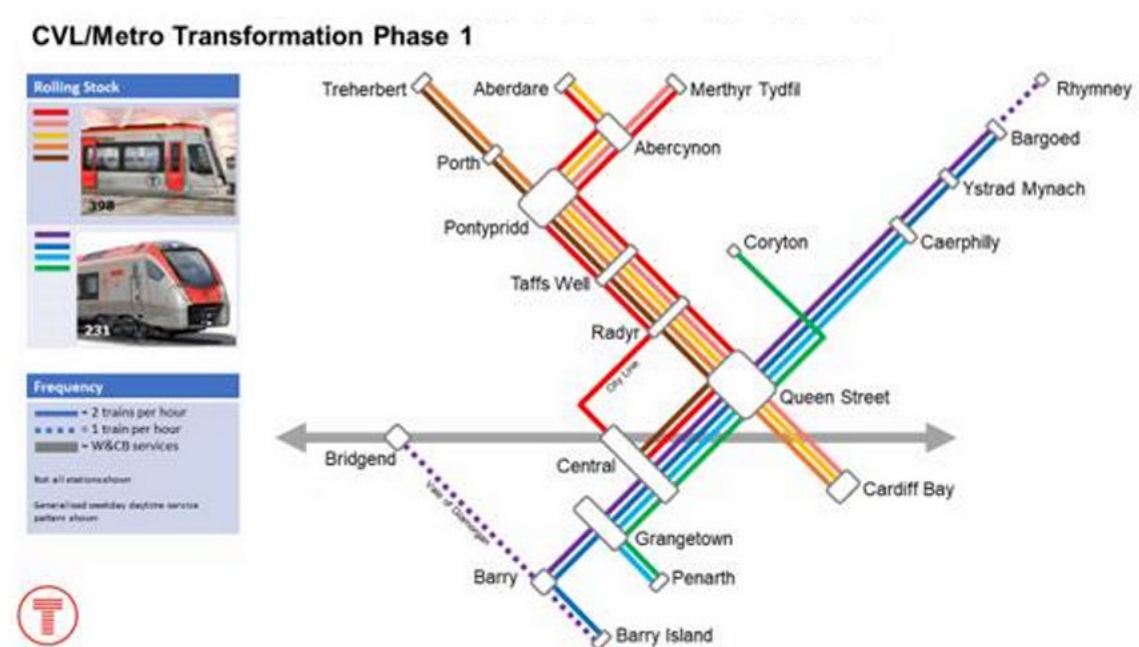 CVL/Metro Transformation Phase 1
Rolling Stock
398
231
Frequency
= 2 trains per hour
= 1 train per hour
= W&CB services
Not all stations shown
Generalised weekday daytime service
pattern shown
Treherbert
Aberdare
Merthyr Tydfil
Rhymney
Abercynon
Bargoed
Porth
Ystrad Mynach
Pontypridd
Coryton
Caerphilly
Taffs Well
Radyr
City Line
Queen Street
Bridgend
Central
Cardiff Bay
Vale of Glamorgan
Grangetown
Barry
Penarth
Barry Island
T